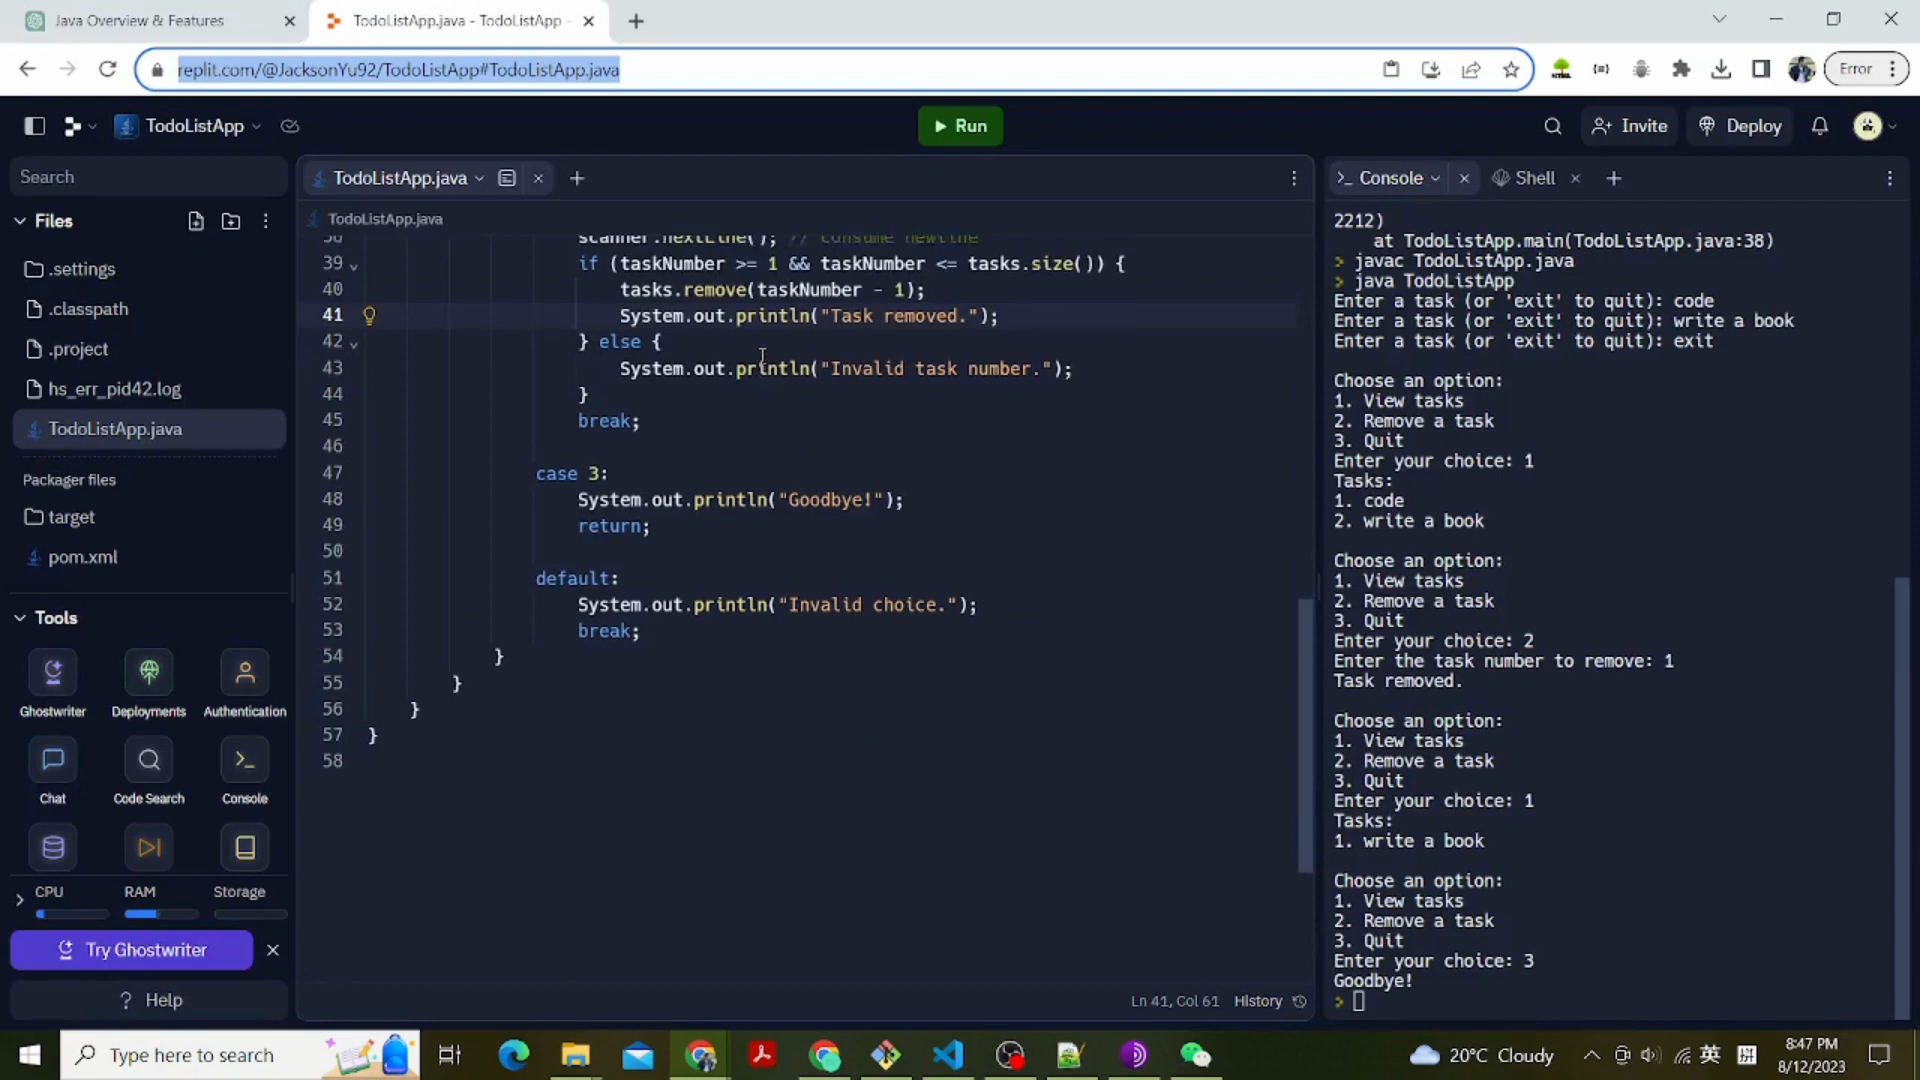 Java Overview & Features
TodoListApp.java - TodoListApp -
replit.com/@JacksonYu92/TodoListApp#TodoListApp.java
Error
TodoListApp
Run
Invite
Deploy
Search
Files
.settings
.classpath
.project
hs_err_pid42.log
TodoListApp.java
Packager files
target
pom.xml
Tools
Ghostwriter
Deployments
Authentication
Chat
Code Search
Console
CPU
RAM
Storage
Try Ghostwriter
? Help
TodoListApp.java
TodoListApp.java
38 scanner.nextLine(); // consume newline
39 if (taskNumber >= 1 && taskNumber <= tasks.size()) {
40 tasks.remove(taskNumber - 1);
41 System.out.println("Task removed.");
42 } else {
43 System.out.println("Invalid task number.");
44 }
45 break;
46
47 case 3:
48 System.out.println("Goodbye!");
49 return;
50
51 default:
52 System.out.println("Invalid choice.");
53 break;
54 }
55 }
56 }
57 }
58
Ln 41, Col 61 History
Console
Shell
2212)
at TodoListApp.main(TodoListApp.java:38)
> javac TodoListApp.java
> java TodoListApp
Enter a task (or 'exit' to quit): code
Enter a task (or 'exit' to quit): write a book
Enter a task (or 'exit' to quit): exit
Choose an option:
1. View tasks
2. Remove a task
3. Quit
Enter your choice: 1
Tasks:
1. code
2. write a book
Choose an option:
1. View tasks
2. Remove a task
3. Quit
Enter your choice: 2
Enter the task number to remove: 1
Task removed.
Choose an option:
1. View tasks
2. Remove a task
3. Quit
Enter your choice: 1
Tasks:
1. write a book
Choose an option:
1. View tasks
2. Remove a task
3. Quit
Enter your choice: 3
Goodbye!
>
Type here to search
20°C Cloudy
英
拼
8:47 PM
8/12/2023